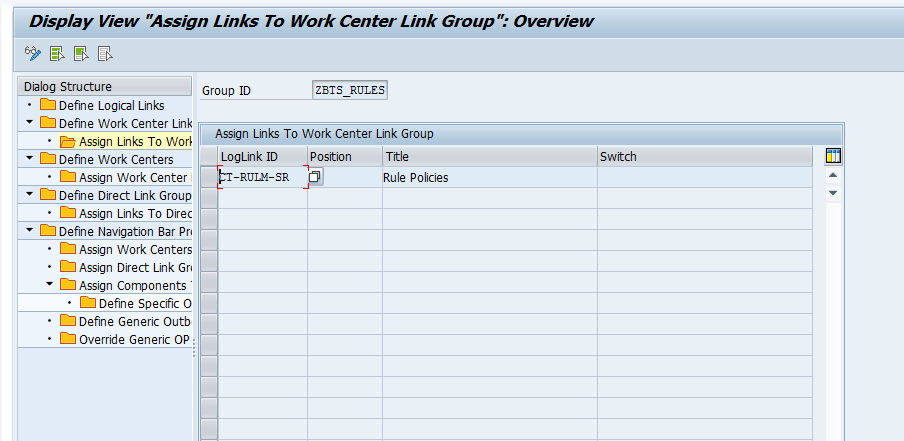 Display View "Assign Links To Work Center Link Group": Overview
Dialog Structure
Define Logical Links
Define Work Center Link
Assign Links To Work
Define Work Centers
Assign Work Center
Define Direct Link Group
Assign Links To Direc
Define Navigation Bar Pr
Assign Work Centers
Assign Direct Link Gr
Assign Components
Define Specific O
Define Generic Outb
Override Generic OP
Group ID ZBTS_RULES
Assign Links To Work Center Link Group
LogLink ID Position Title Switch
CT-RULM-SR Rule Policies